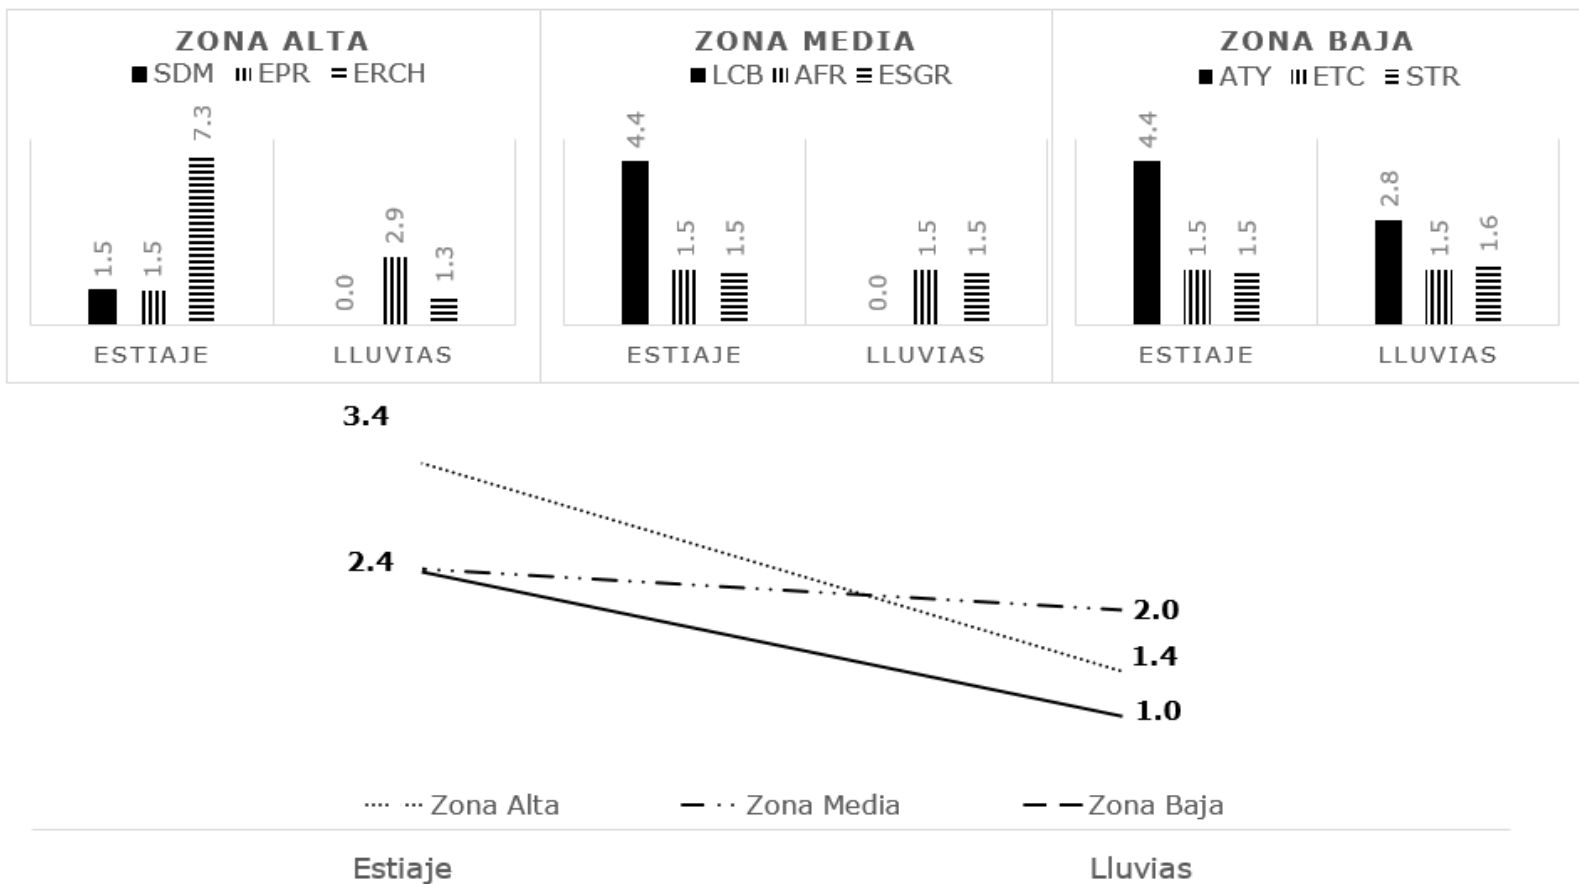 ZONA ALTA
SDM EPR ERCH
1.5
1.5
7.3
0.0
2.9
1.3
ESTIAJE LLUVIAS
ZONA MEDIA
LCB AFR ESGR
4.4
1.5
1.5
0.0
1.5
1.5
ESTIAJE LLUVIAS
ZONA BAJA
ATY ETC STR
4.4
1.5
1.5
2.8
1.5
1.6
ESTIAJE LLUVIAS
3.4
2.4
2.0
1.4
1.0
Zona Alta Zona Media Zona Baja
Estiaje Lluvias